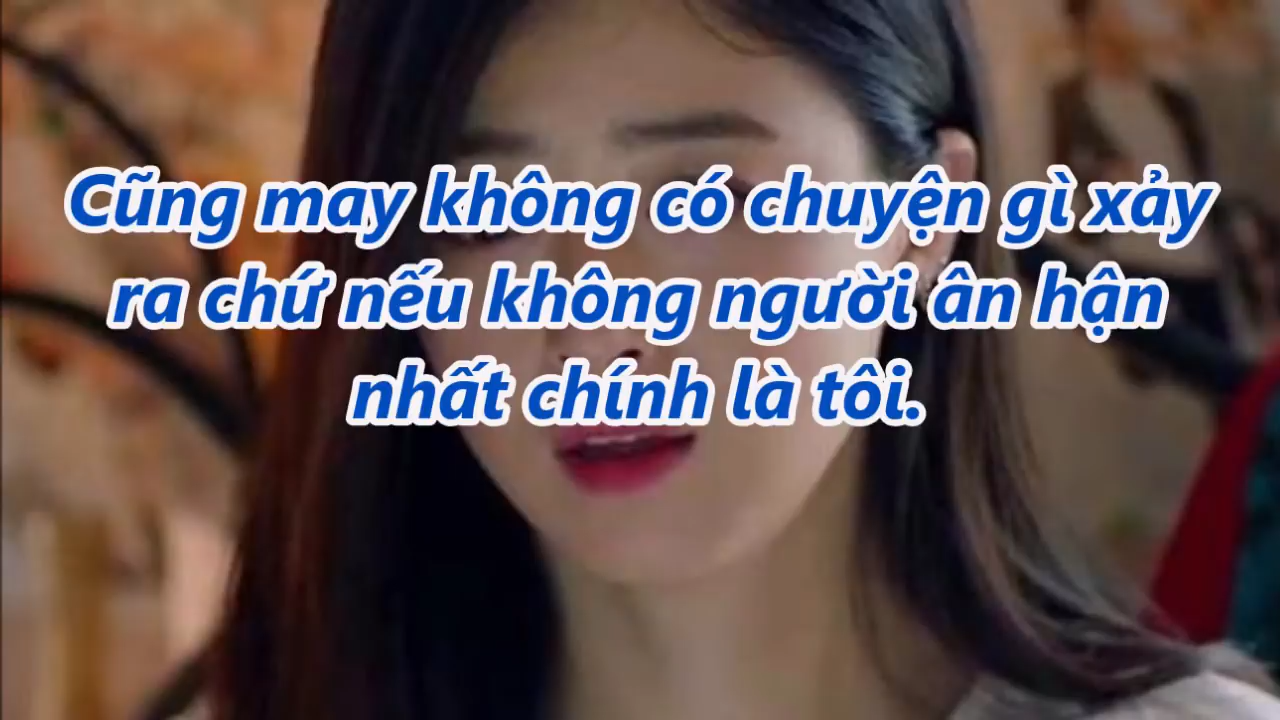 Cũng may không có chuyện gì xảy
ra chứ nếu không người ân hận
nhất chính là tôi.